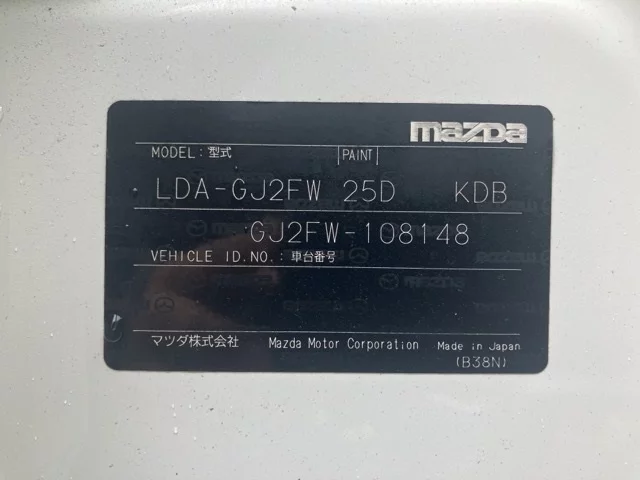 mazda
MODEL:型式 PAINT
LDA-GJ2FW 25D KDB
GJ2FW-108148
VEHICLE ID.NO.:車台番号
マツダ株式会社 Mazda Motor Corporation Made in Japan
(B38N)